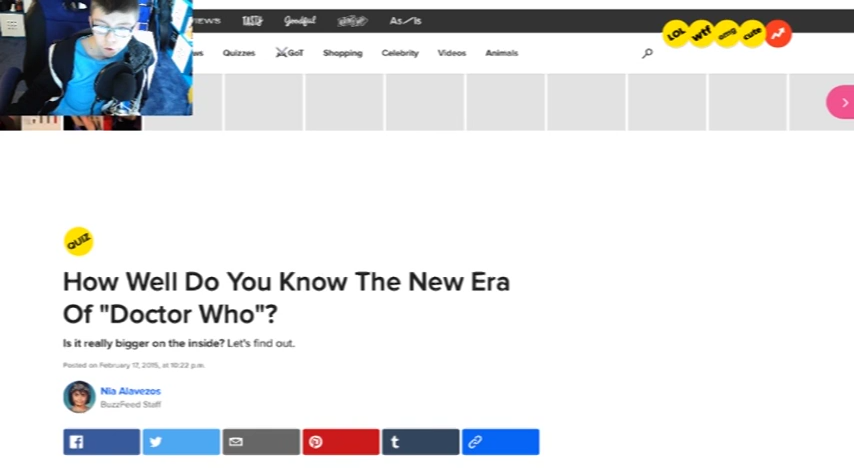 NEWS TASTY Goodful As/Is
LOL wtf omg cute
Quizzes GoT Shopping Celebrity Videos Animals
QUIZ
How Well Do You Know The New Era
Of "Doctor Who"?
Is it really bigger on the inside? Let's find out.
Posted on February 17, 2015, at 10:22 p.m.
Nia Alavezos
BuzzFeed Staff